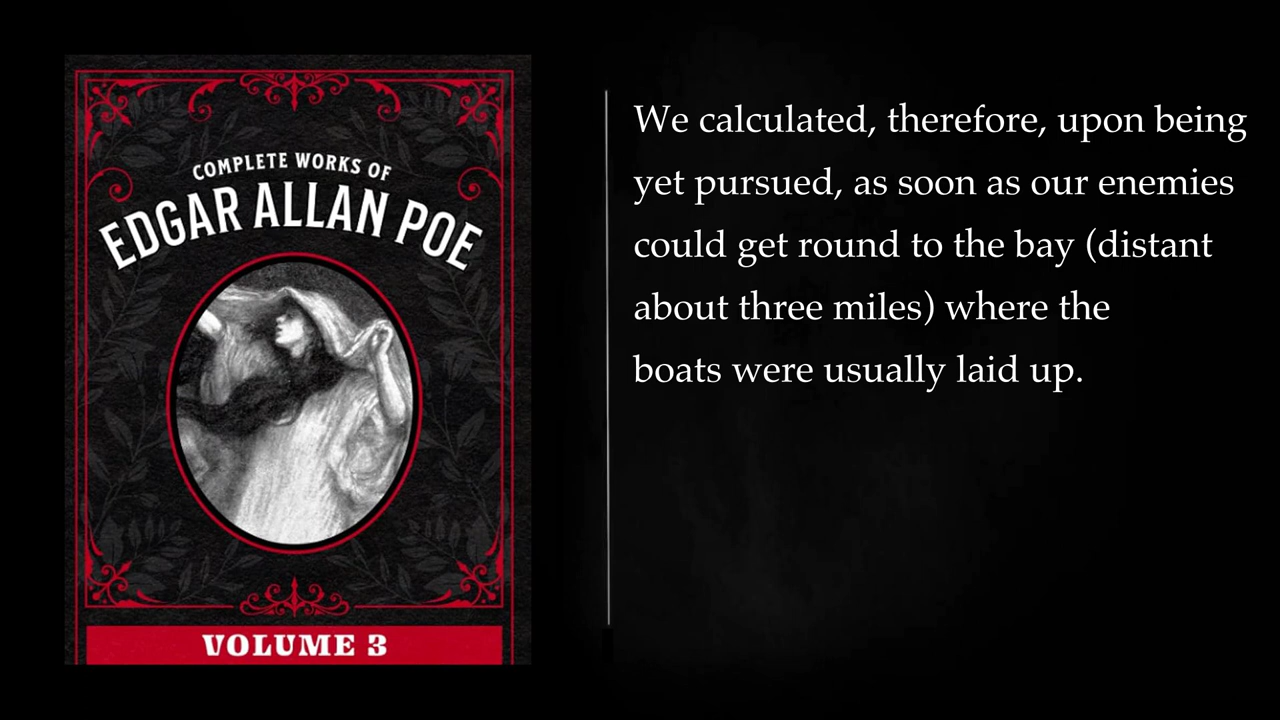 COMPLETE WORKS OF
EDGAR ALLAN POE
VOLUME 3
We calculated, therefore, upon being
yet pursued, as soon as our enemies
could get round to the bay (distant
about three miles) where the
boats were usually laid up.